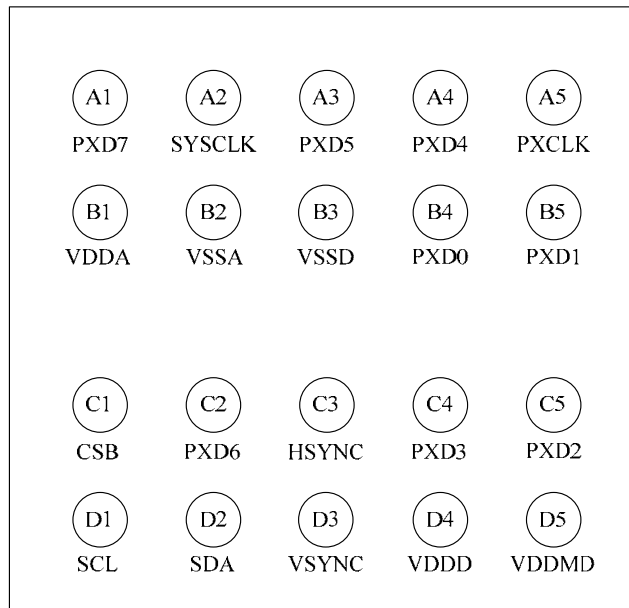 A1 A2 A3 A4 A5
PXD7 SYSCLK PXD5 PXD4 PXCLK
B1 B2 B3 B4 B5
VDDA VSSA VSSD PXD0 PXD1
C1 C2 C3 C4 C5
CSB PXD6 HSYNC PXD3 PXD2
D1 D2 D3 D4 D5
SCL SDA VSYNC VDDD VDDMD